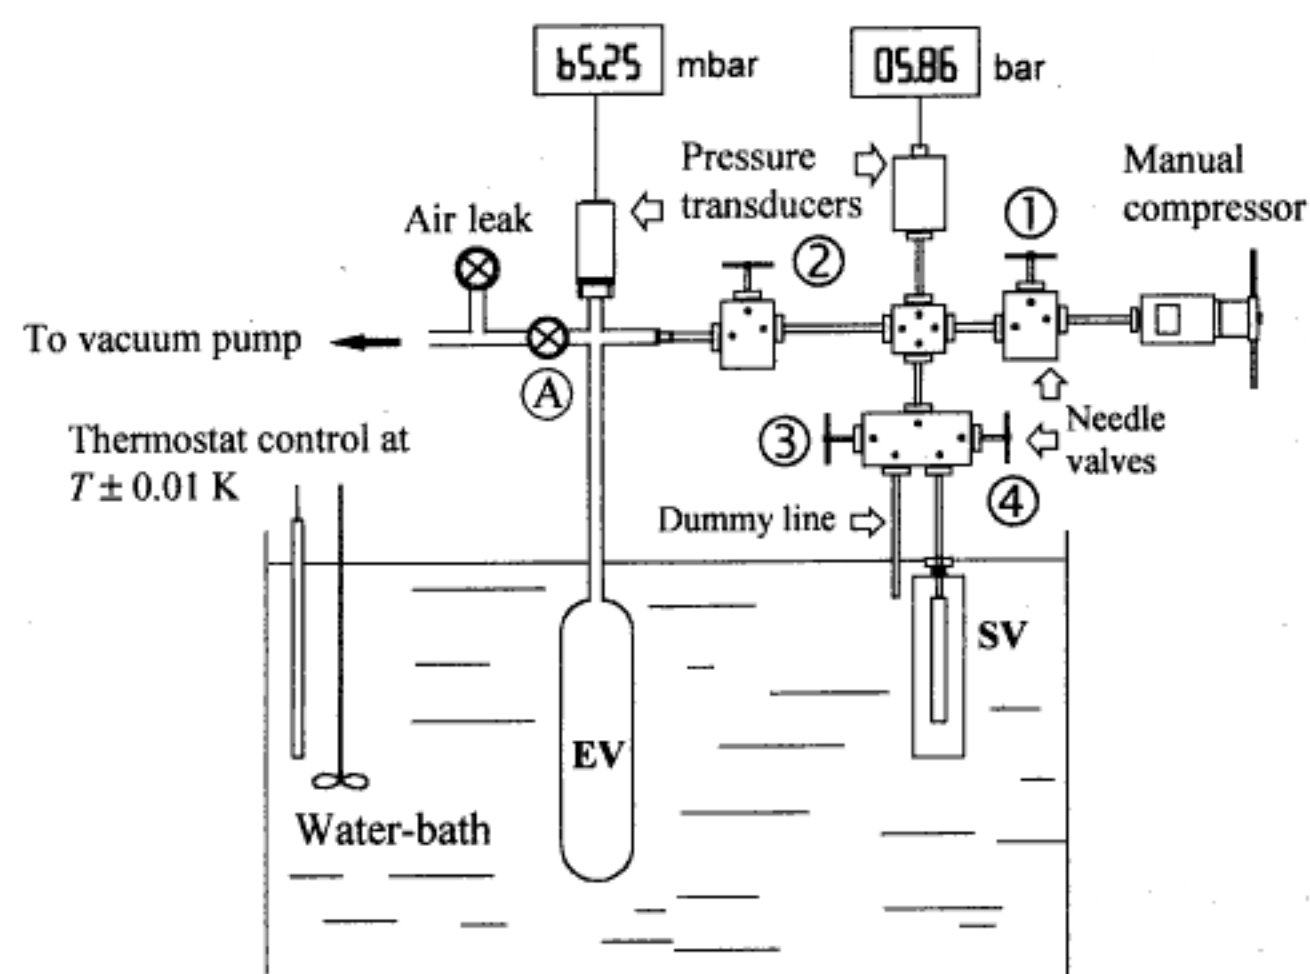 65.25 mbar
05.86 bar
Pressure
transducers
Manual
compressor
Air leak
①
②
To vacuum pump
Ⓐ
Thermostat control at
T ± 0.01 K
③
Needle
valves
④
Dummy line
SV
EV
Water-bath